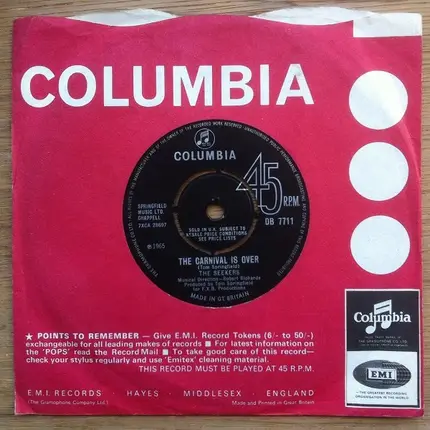 COLUMBIA
COLUMBIA
45 RPM
SPRINGFIELD
MUSIC LTD.
CHAPPELL
7XCA 26607
SOLD IN U.K. SUBJECT TO
RESALE PRICE CONDITIONS
SEE PRICE LISTS
DB 7711
℗ 1965
THE CARNIVAL IS OVER
(Tom Springfield)
THE SEEKERS
Musical Direction - Robert Richards
Produced by Tom Springfield
for F.X.B. Productions
MADE IN GT. BRITAIN
★ POINTS TO REMEMBER — Give E.M.I. Record Tokens (6/- to 50/-)
exchangeable for all leading makes of records ■ For latest information on
the 'POPS' read the Record Mail ■ To take good care of this record—
check your stylus regularly and use 'Emitex' cleaning material.
THIS RECORD MUST BE PLAYED AT 45 R.P.M.
E.M.I. RECORDS HAYES · MIDDLESEX ENGLAND
(The Gramophone Company Ltd.) Made and Printed in Great Britain
Columbia
EMI